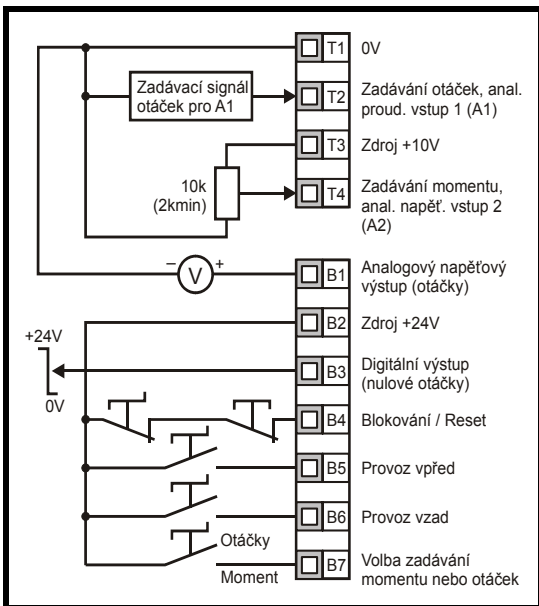 T1 0V
Zadávací signál
otáček pro A1
T2 Zadávání otáček, anal.
proud. vstup 1 (A1)
T3 Zdroj +10V
10k
(2kmin)
T4 Zadávání momentu,
anal. napěť. vstup 2
(A2)
– V +
B1 Analogový napěťový
výstup (otáčky)
B2 Zdroj +24V
+24V
0V
B3 Digitální výstup
(nulové otáčky)
B4 Blokování / Reset
B5 Provoz vpřed
B6 Provoz vzad
Otáčky
Moment
B7 Volba zadávání
momentu nebo otáček